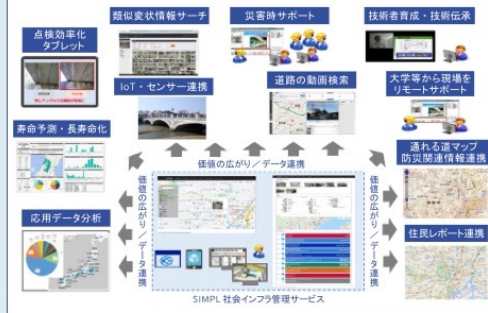 類似変状情報サーチ
災害時サポート
技術者育成・技術伝承
点検効率化
タブレット
IoT・センサー連携
道路の動画検索
大学等から現場を
リモートサポート
寿命予測・長寿命化
通れる道マップ
防災関連情報連携
価値の広がり／データ連携
価値の広がり／データ連携
価値の広がり／データ連携
応用データ分析
住民レポート連携
SIMPL 社会インフラ管理サービス